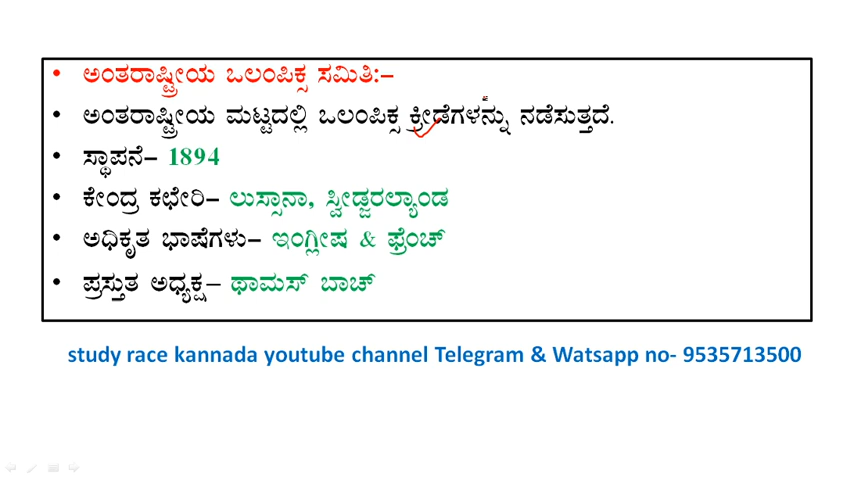 • ಅಂತರಾಷ್ಟ್ರೀಯ ಒಲಂಪಿಕ್ಸ ಸಮಿತಿ:–
• ಅಂತರಾಷ್ಟ್ರೀಯ ಮಟ್ಟದಲ್ಲಿ ಒಲಂಪಿಕ್ಸ ಕ್ರೀಡೆಗಳನ್ನು ನಡೆಸುತ್ತದೆ.
• ಸ್ಥಾಪನೆ– 1894
• ಕೇಂದ್ರ ಕಛೇರಿ– ಲುಸ್ಸಾನಾ, ಸ್ವೀಡ್ಜರಲ್ಯಾಂಡ
• ಅಧಿಕೃತ ಭಾಷೆಗಳು– ಇಂಗ್ಲೀಷ & ಫ್ರೆಂಚ್
• ಪ್ರಸ್ತುತ ಅಧ್ಯಕ್ಷ– ಥಾಮಸ್ ಬಾಚ್
study race kannada youtube channel Telegram & Watsapp no- 9535713500